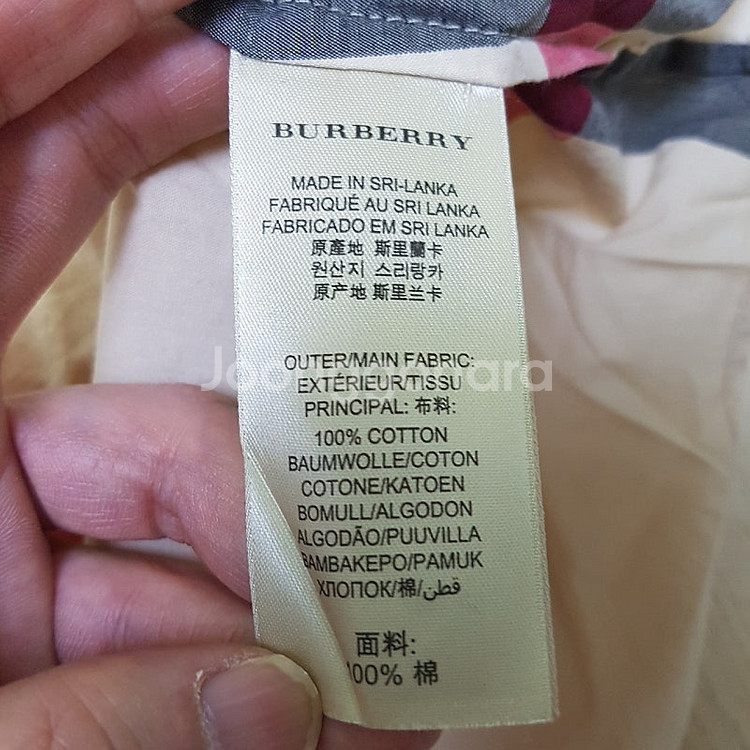 BURBERRY
MADE IN SRI-LANKA
FABRIQUÉ AU SRI LANKA
FABRICADO EM SRI LANKA
原產地 斯里蘭卡
원산지 스리랑카
原产地 斯里兰卡
OUTER/MAIN FABRIC:
EXTÉRIEUR/TISSU
PRINCIPAL: 布料:
100% COTTON
BAUMWOLLE/COTON
COTONE/KATOEN
BOMULL/ALGODON
ALGODÃO/PUUVILLA
BAMBAKEPO/PAMUK
ХЛОПОК/棉/قطن
面料:
100% 棉